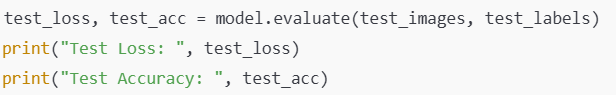 test_loss, test_acc = model.evaluate(test_images, test_labels)
print("Test Loss: ", test_loss)
print("Test Accuracy: ", test_acc)